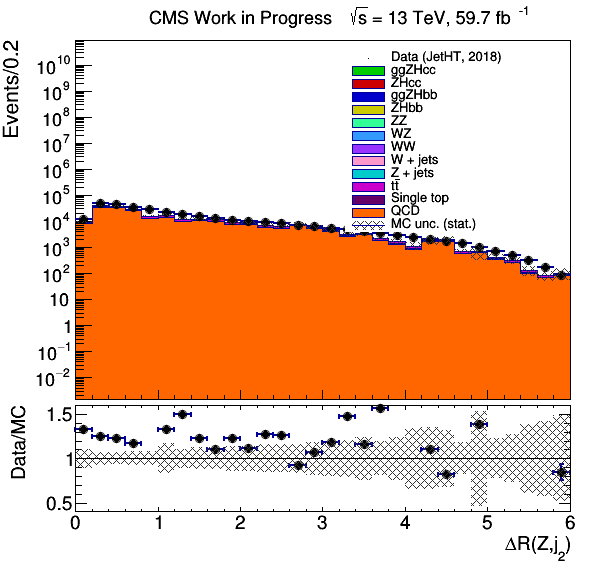 CMS Work in Progress √s = 13 TeV, 59.7 fb⁻¹
Events/0.2
10¹⁰
10⁹
10⁸
10⁷
10⁶
10⁵
10⁴
10³
10²
10
1
10⁻¹
10⁻²
Data (JetHT, 2018)
ggZHcc
ZHcc
ggZHbb
ZHbb
ZZ
WZ
WW
W + jets
Z + jets
tt̄
Single top
QCD
MC unc. (stat.)
Data/MC
1.5
1
0.5
0 1 2 3 4 5 6
ΔR(Z,j₂)